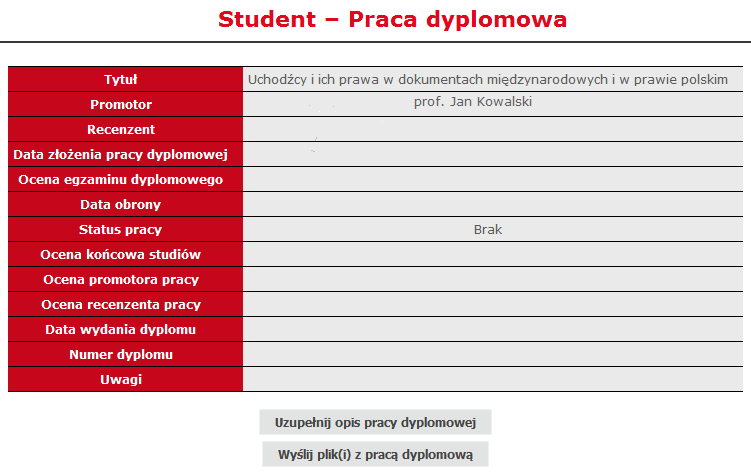 Student – Praca dyplomowa
Tytuł Uchodźcy i ich prawa w dokumentach międzynarodowych i w prawie polskim
Promotor prof. Jan Kowalski
Recenzent
Data złożenia pracy dyplomowej
Ocena egzaminu dyplomowego
Data obrony
Status pracy Brak
Ocena końcowa studiów
Ocena promotora pracy
Ocena recenzenta pracy
Data wydania dyplomu
Numer dyplomu
Uwagi
Uzupełnij opis pracy dyplomowej
Wyślij plik(i) z pracą dyplomową